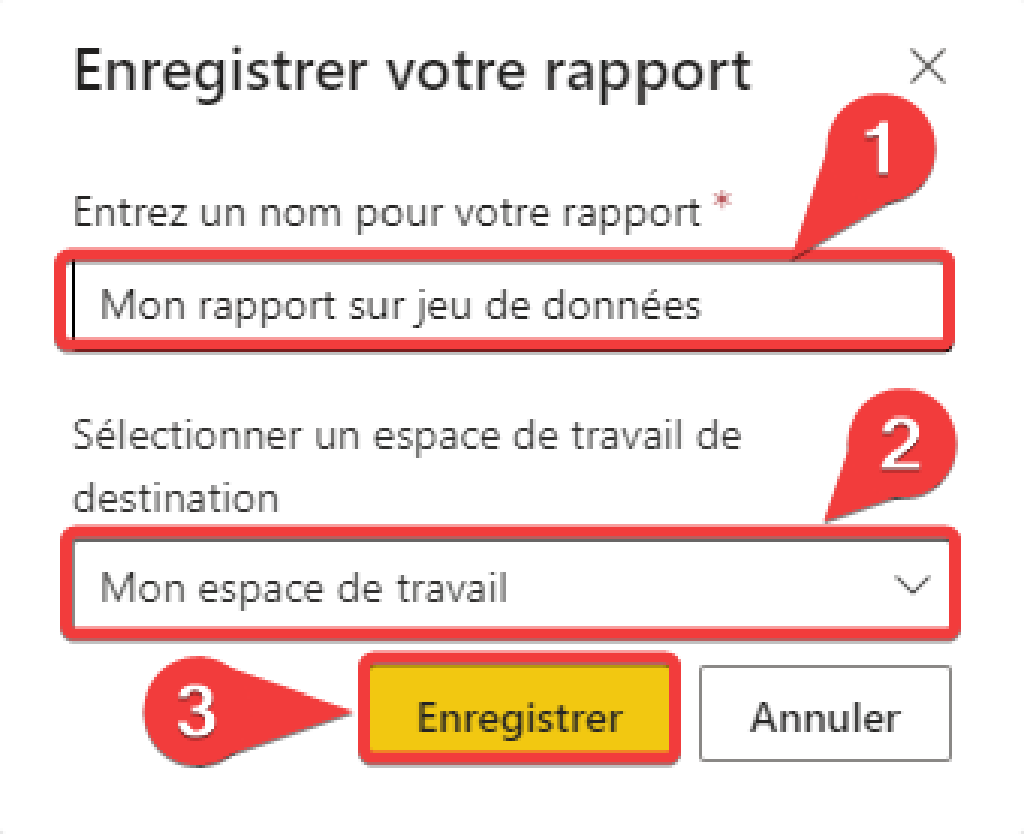 Enregistrer votre rapport
1
Entrez un nom pour votre rapport *
Mon rapport sur jeu de données
2
Sélectionner un espace de travail de
destination
Mon espace de travail
3
Enregistrer
Annuler